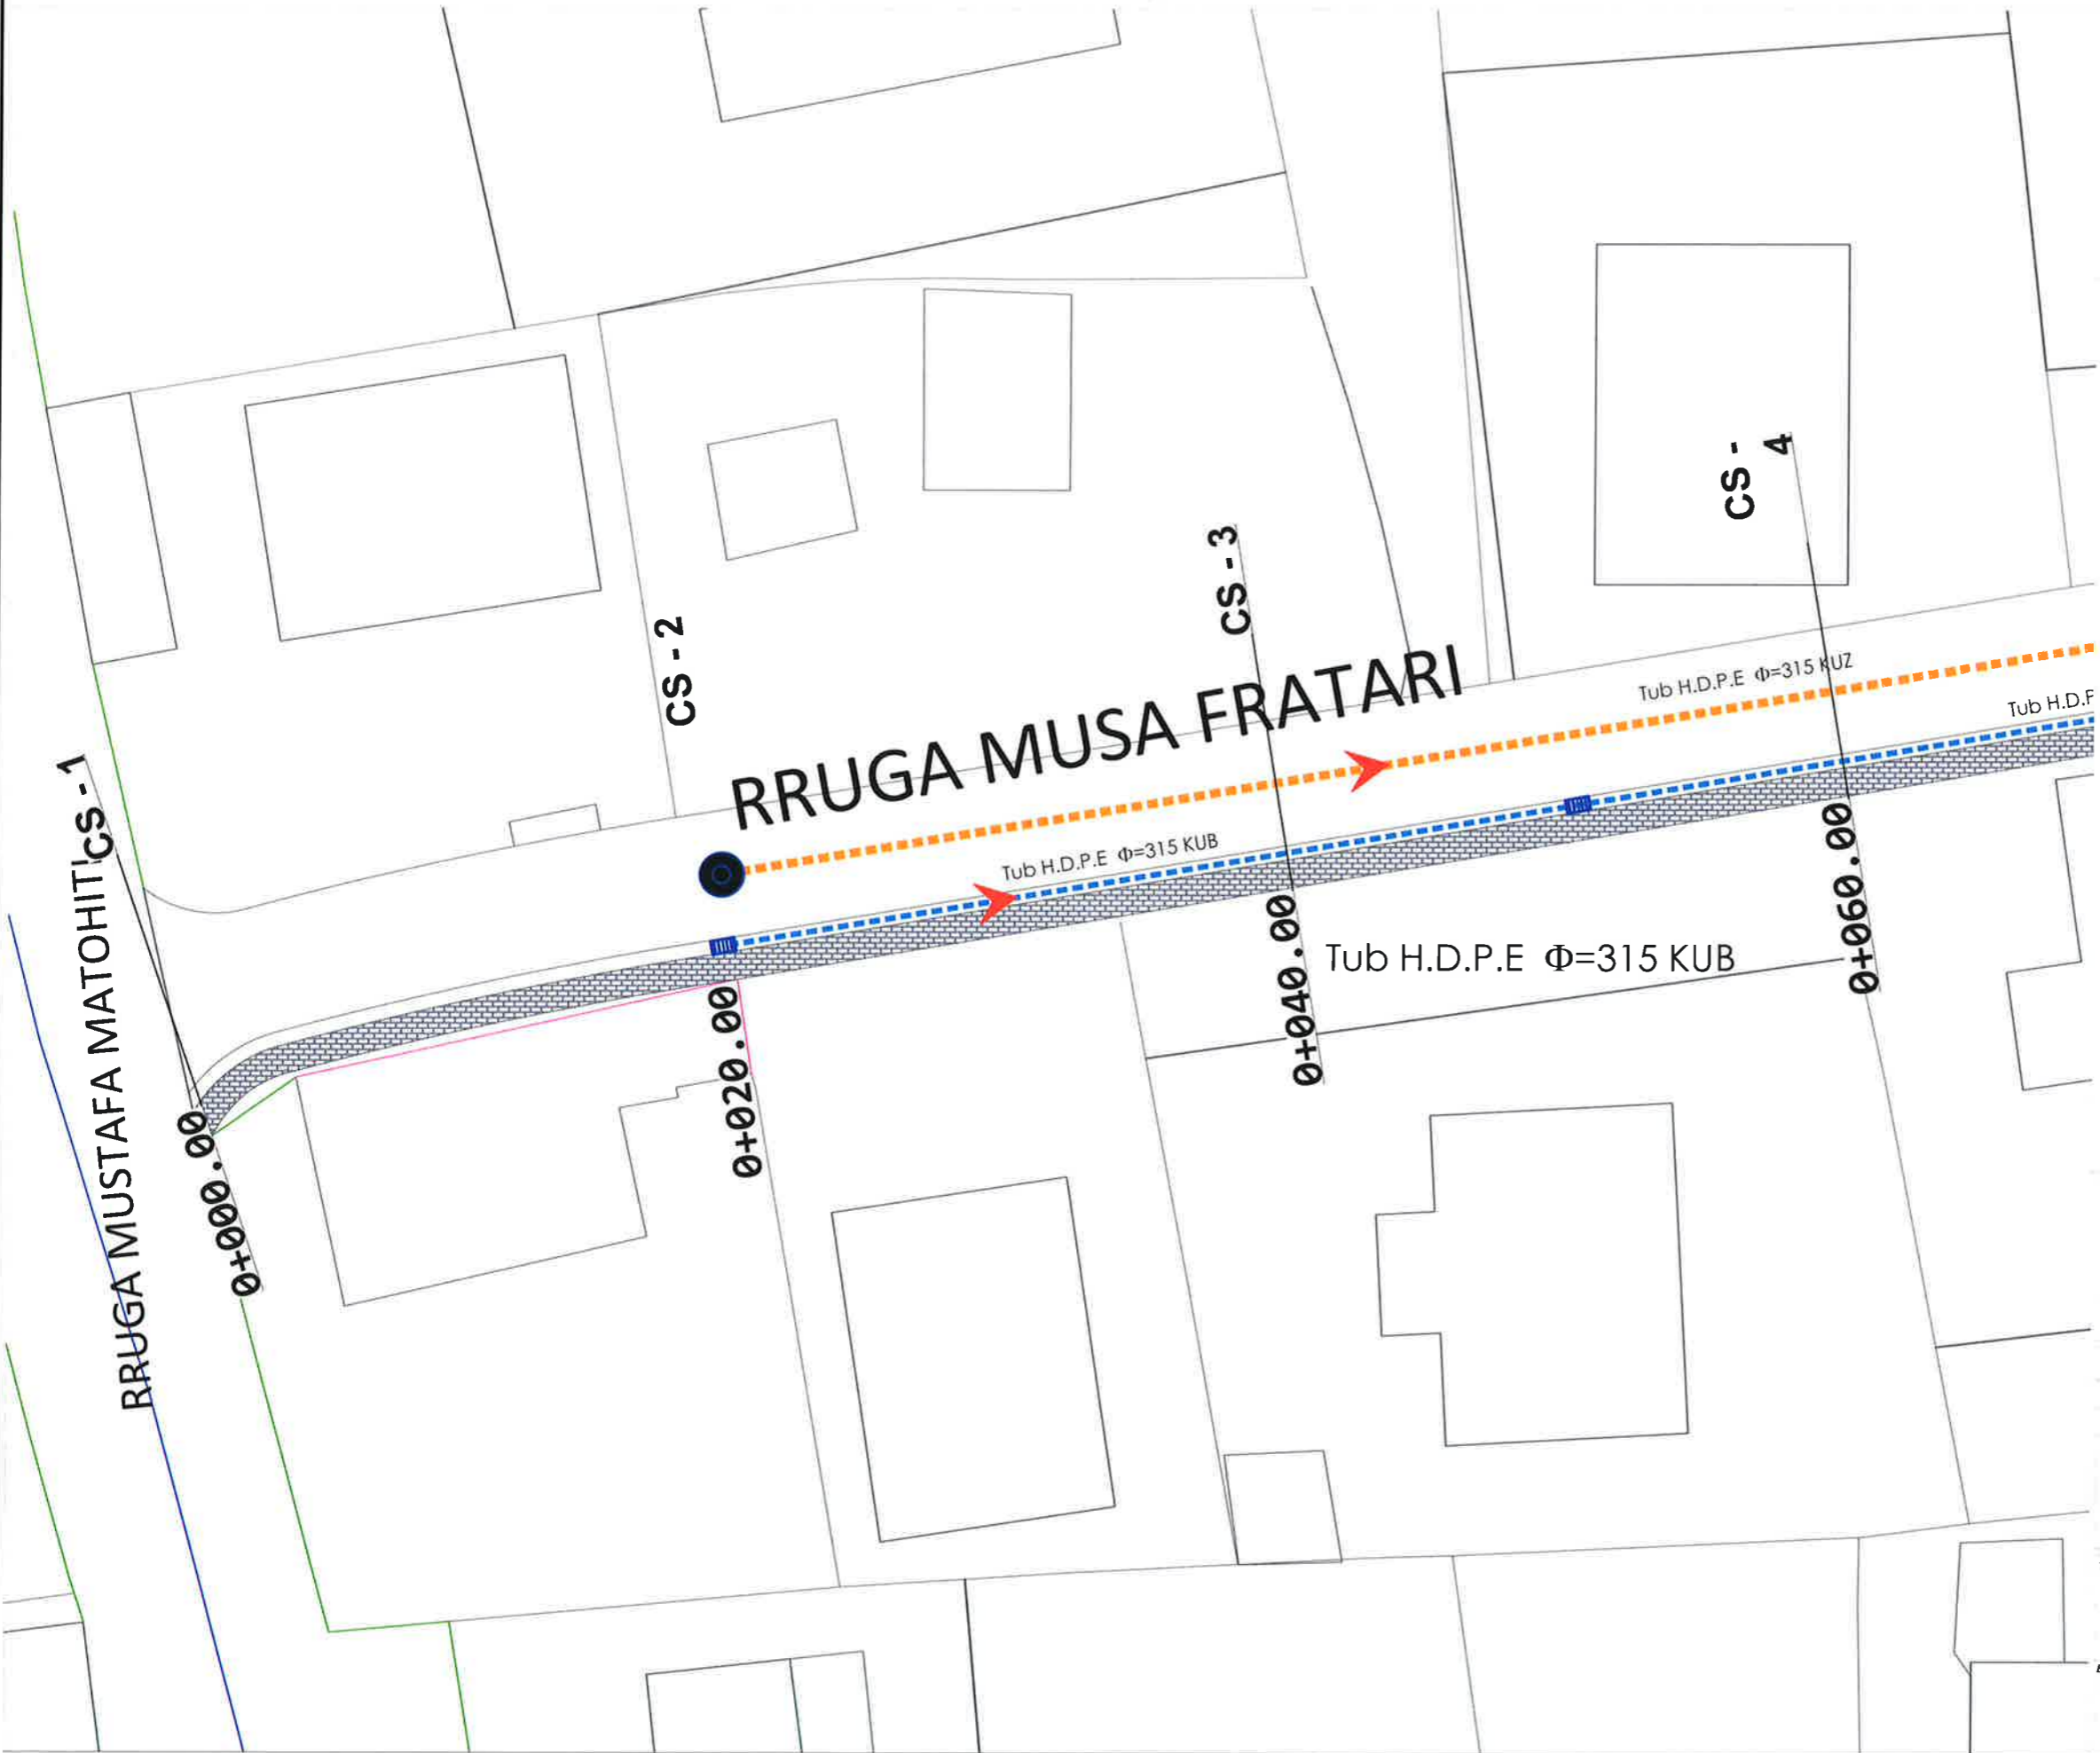 CS - 1
CS - 2
CS - 3
CS -
4
RRUGA MUSTAFA MATOHITI
RRUGA MUSA FRATARI
Tub H.D.P.E Φ=315 KUZ
Tub H.D.P
Tub H.D.P.E Φ=315 KUB
Tub H.D.P.E Φ=315 KUB
0+000.00
0+020.00
0+040.00
0+060.00